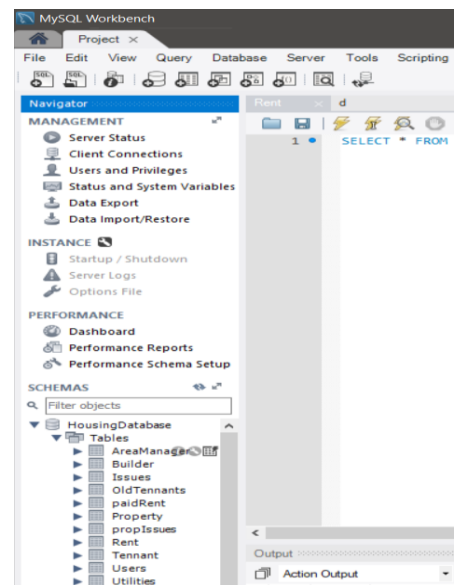 MySQL Workbench
Project
File Edit View Query Database Server Tools Scripting
Navigator
Rent d
MANAGEMENT
Server Status
Client Connections
Users and Privileges
Status and System Variables
Data Export
Data Import/Restore
INSTANCE
Startup / Shutdown
Server Logs
Options File
PERFORMANCE
Dashboard
Performance Reports
Performance Schema Setup
SCHEMAS
Filter objects
HousingDatabase
Tables
AreaManager
Builder
Issues
OldTennants
paidRent
Property
propIssues
Rent
Tennant
Users
Utilities
1 SELECT * FROM
Output
Action Output